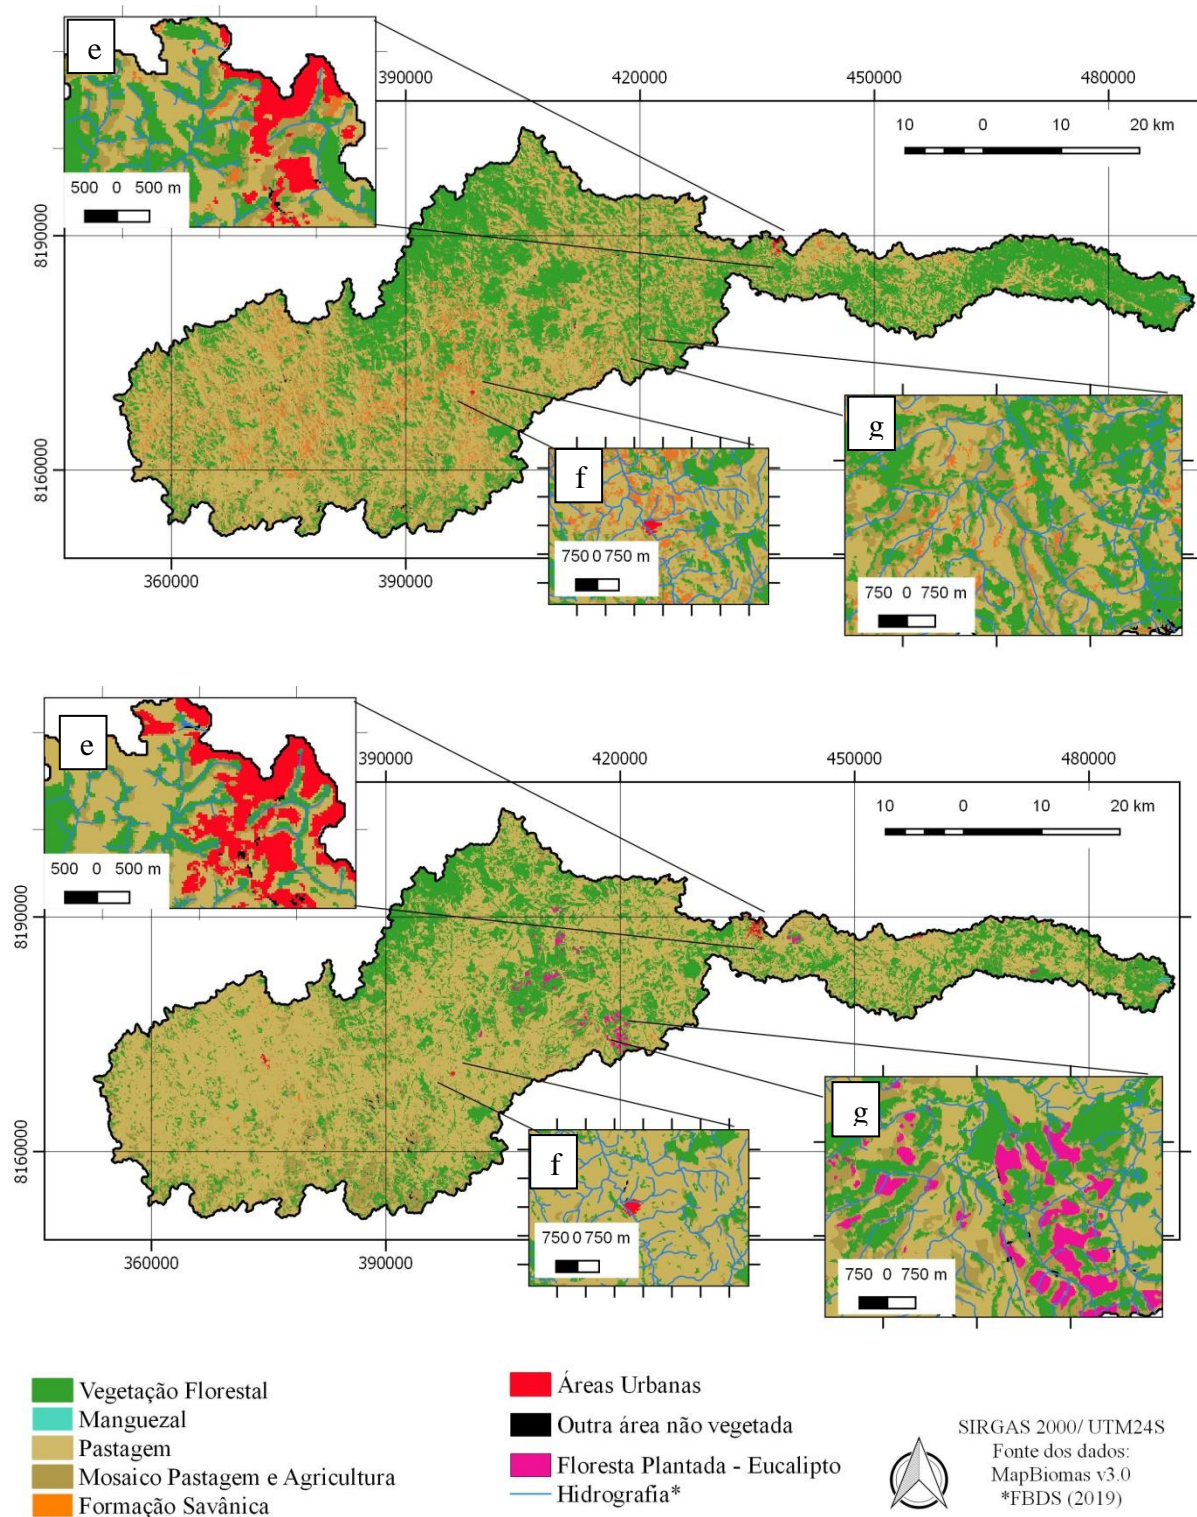 e
390000
420000
450000
480000
10 0 10 20 km
500 0 500 m
8190000
g
8160000
f
750 0 750 m
750 0 750 m
360000
390000
e
390000
420000
450000
480000
10 0 10 20 km
500 0 500 m
8190000
g
8160000
f
750 0 750 m
750 0 750 m
360000
390000
Vegetação Florestal
Manguezal
Pastagem
Mosaico Pastagem e Agricultura
Formação Savânica
Áreas Urbanas
Outra área não vegetada
Floresta Plantada - Eucalipto
Hidrografia*
SIRGAS 2000/ UTM24S
Fonte dos dados:
MapBiomas v3.0
*FBDS (2019)